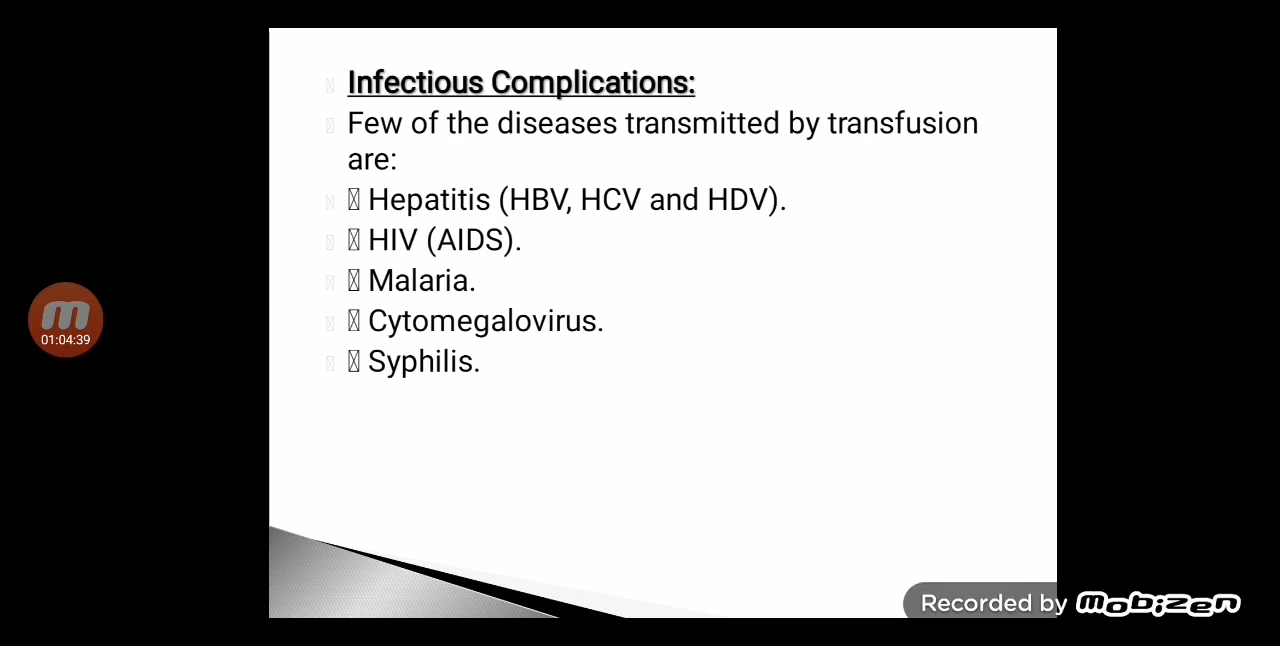 Infectious Complications:
Few of the diseases transmitted by transfusion
are:
Hepatitis (HBV, HCV and HDV).
HIV (AIDS).
Malaria.
Cytomegalovirus.
Syphilis.
01:04:39
Recorded by mobizen